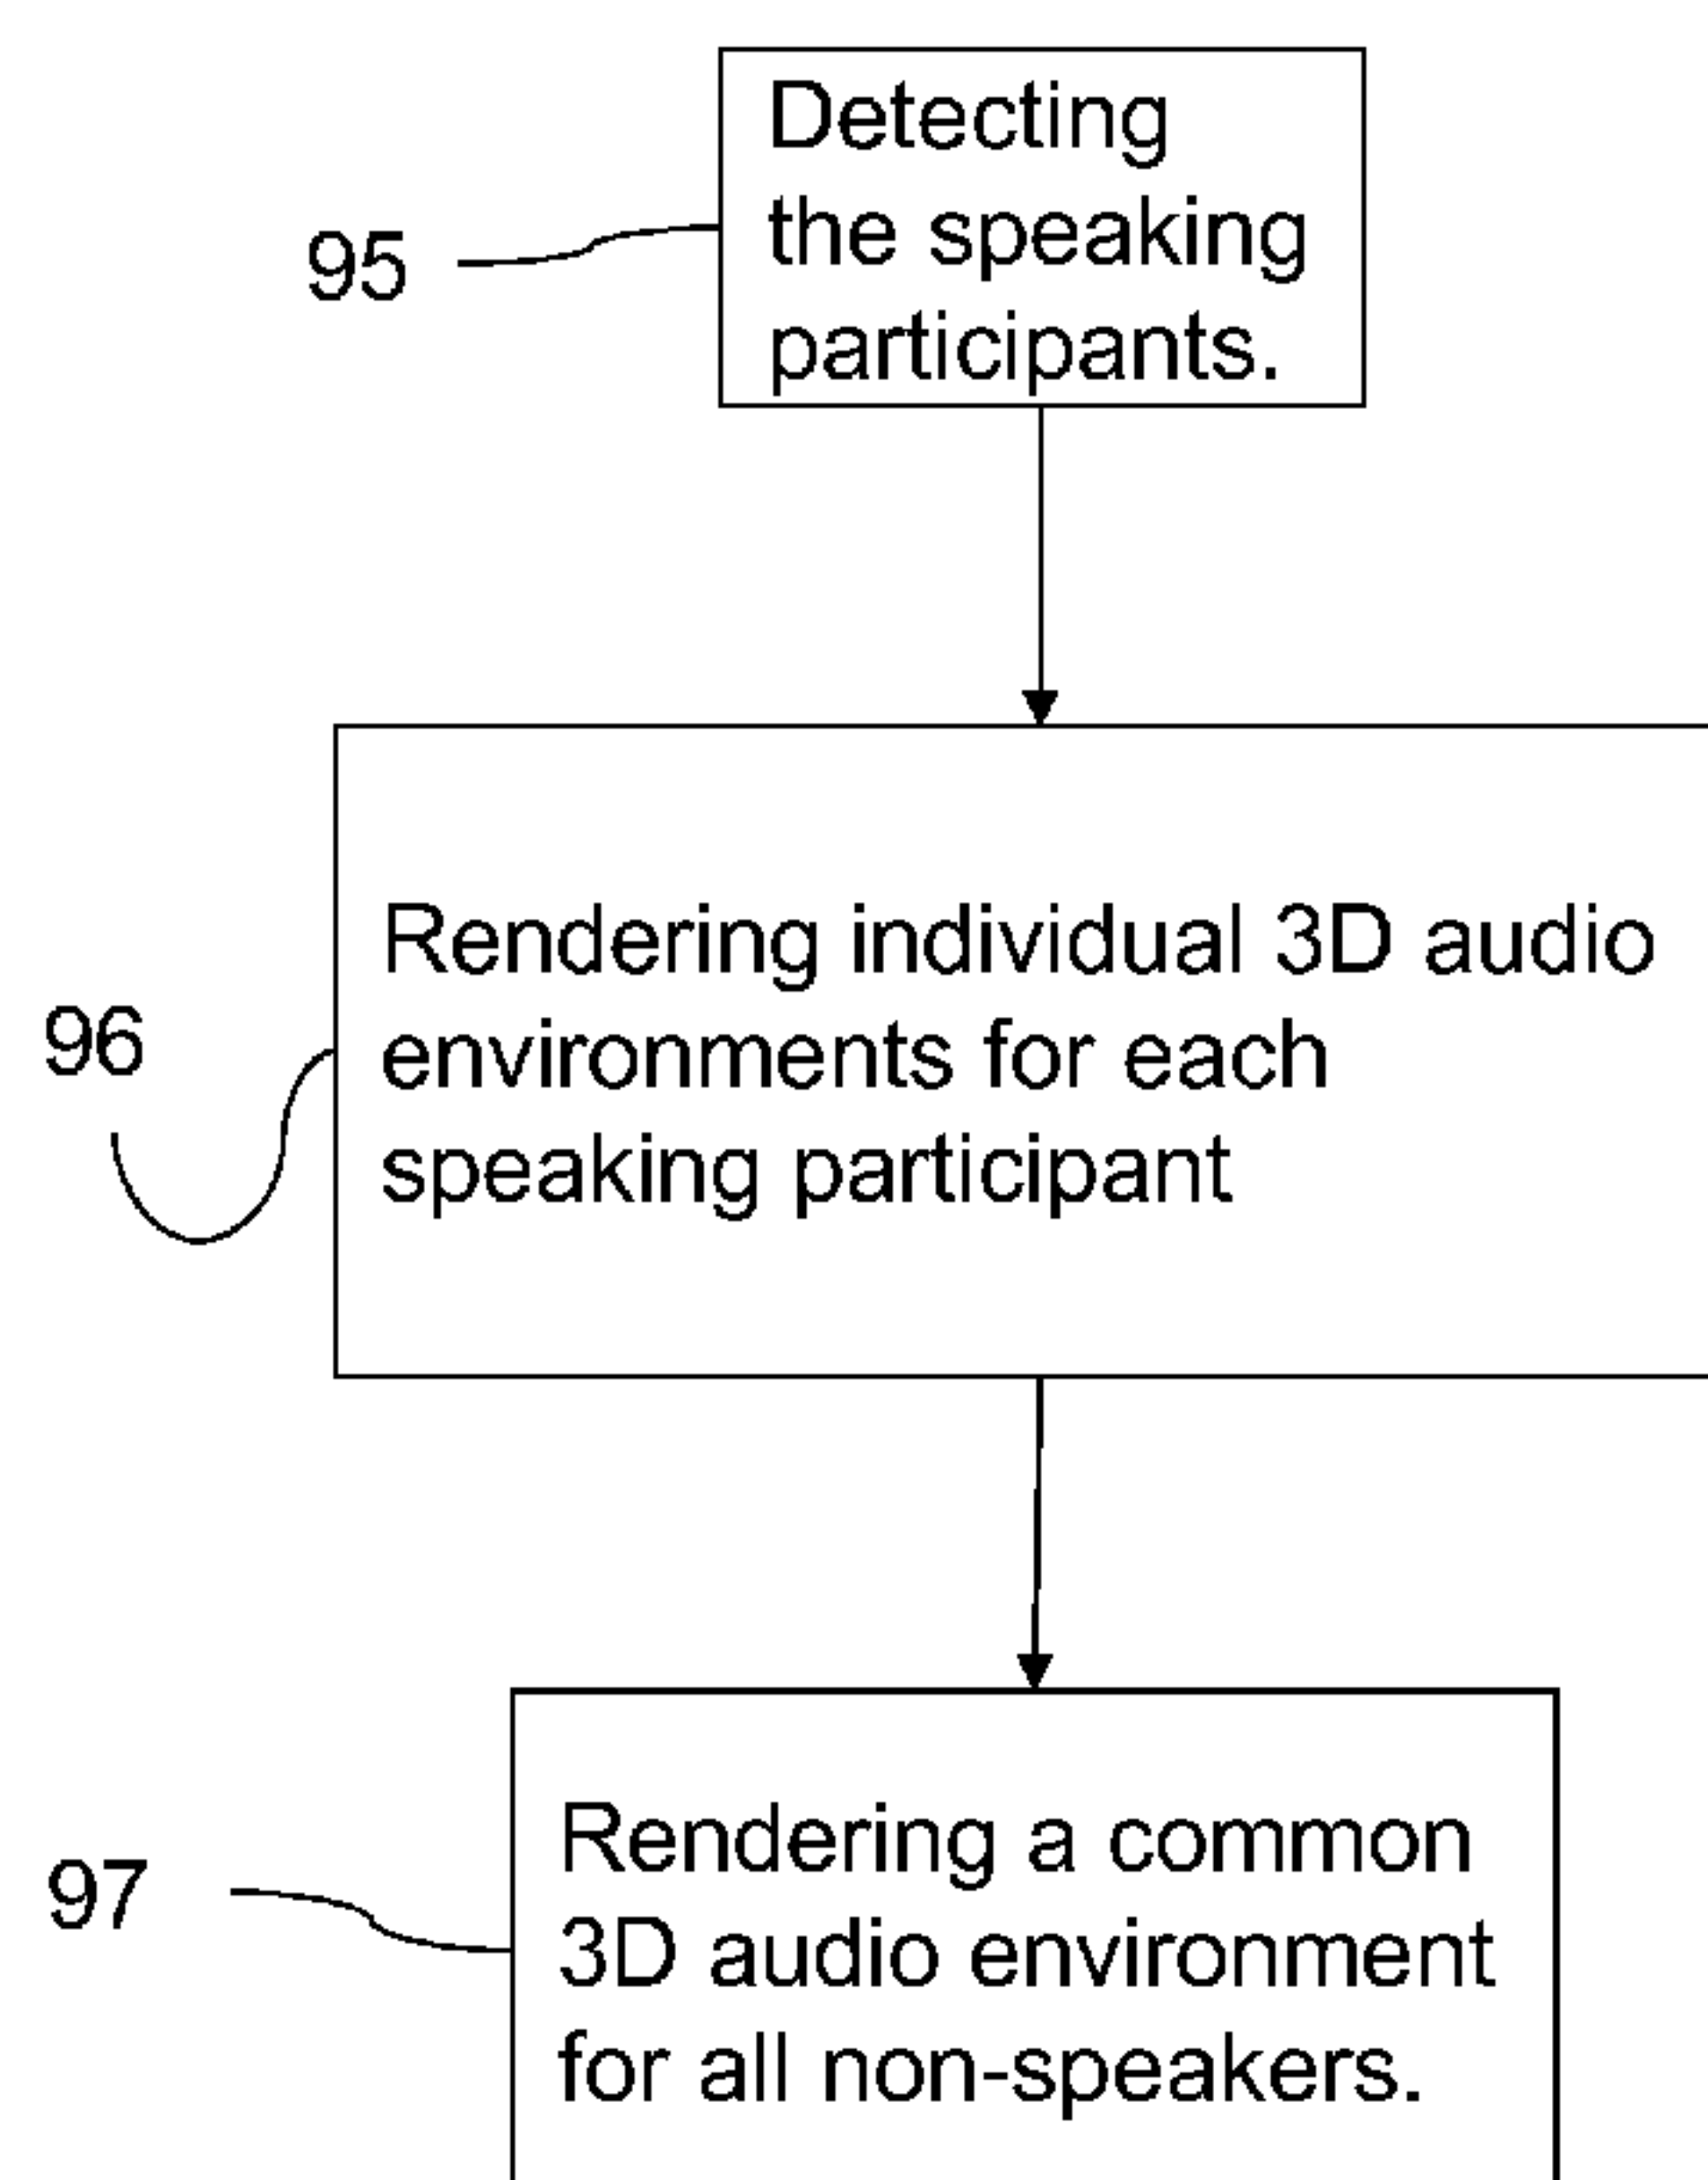 Detecting
the speaking
participants.
95
Rendering individual 3D audio
environments for each
speaking participant
96
Rendering a common
3D audio environment
for all non-speakers.
97